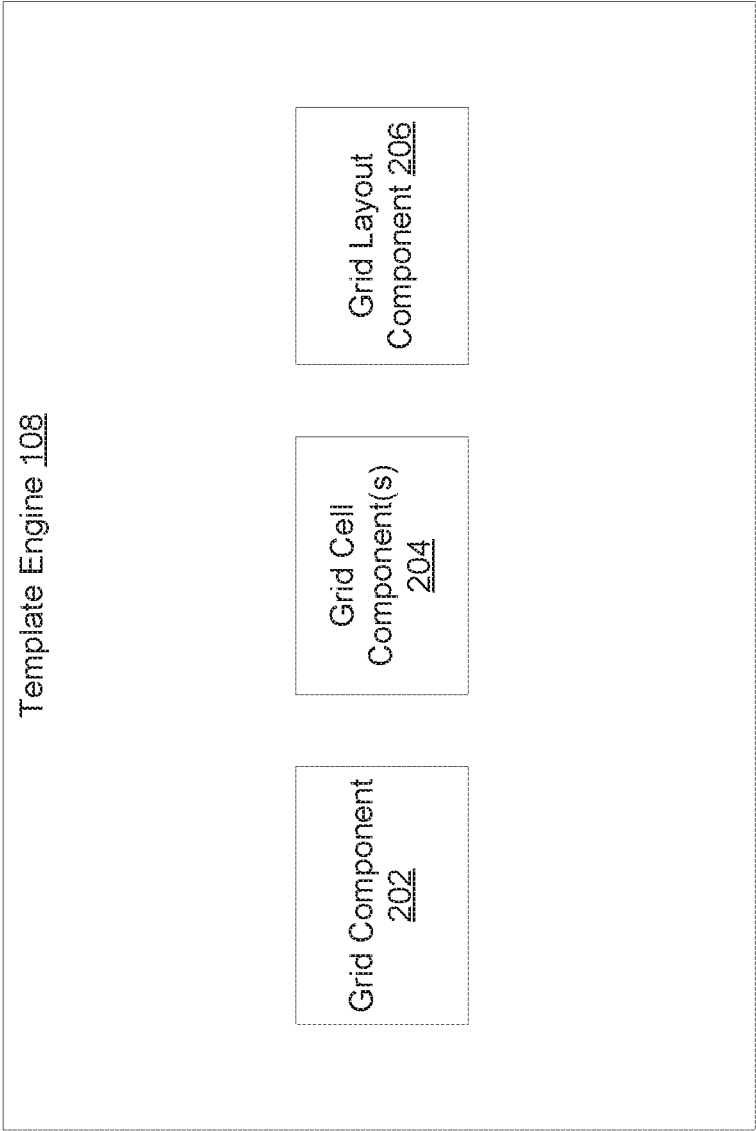 Template Engine 108
Grid Component
202
Grid Cell
Component(s)
204
Grid Layout
Component 206